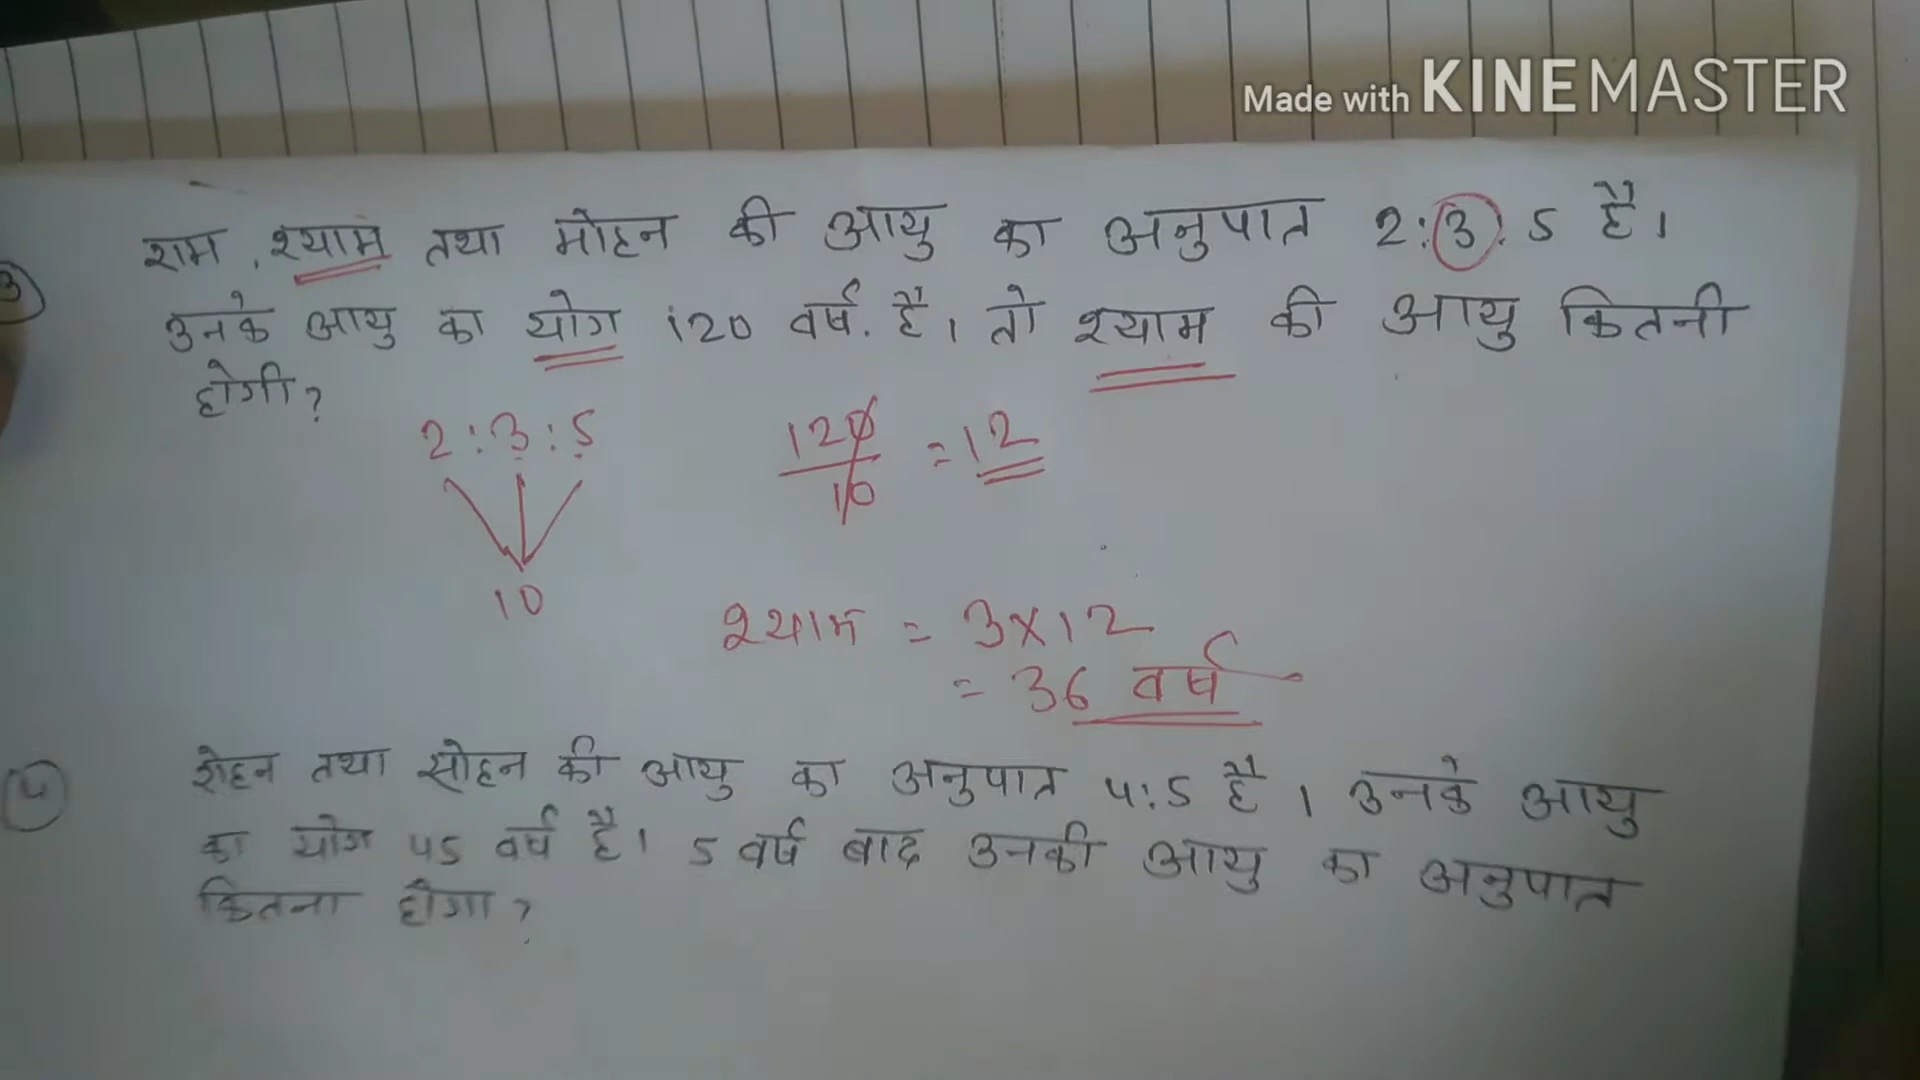 Made with KINEMASTER
३ राम, श्याम तथा मोहन की आयु का अनुपात 2:3:5 है।
उनके आयु का योग 120 वर्ष है। तो श्याम की आयु कितनी
होगी?
2:3:5
10
120/10 = 12
श्याम = 3×12
= 36 वर्ष
४ रोहन तथा सोहन की आयु का अनुपात 4:5 है। उनके आयु
का योग 45 वर्ष है। 5 वर्ष बाद उनकी आयु का अनुपात
कितना होगा?